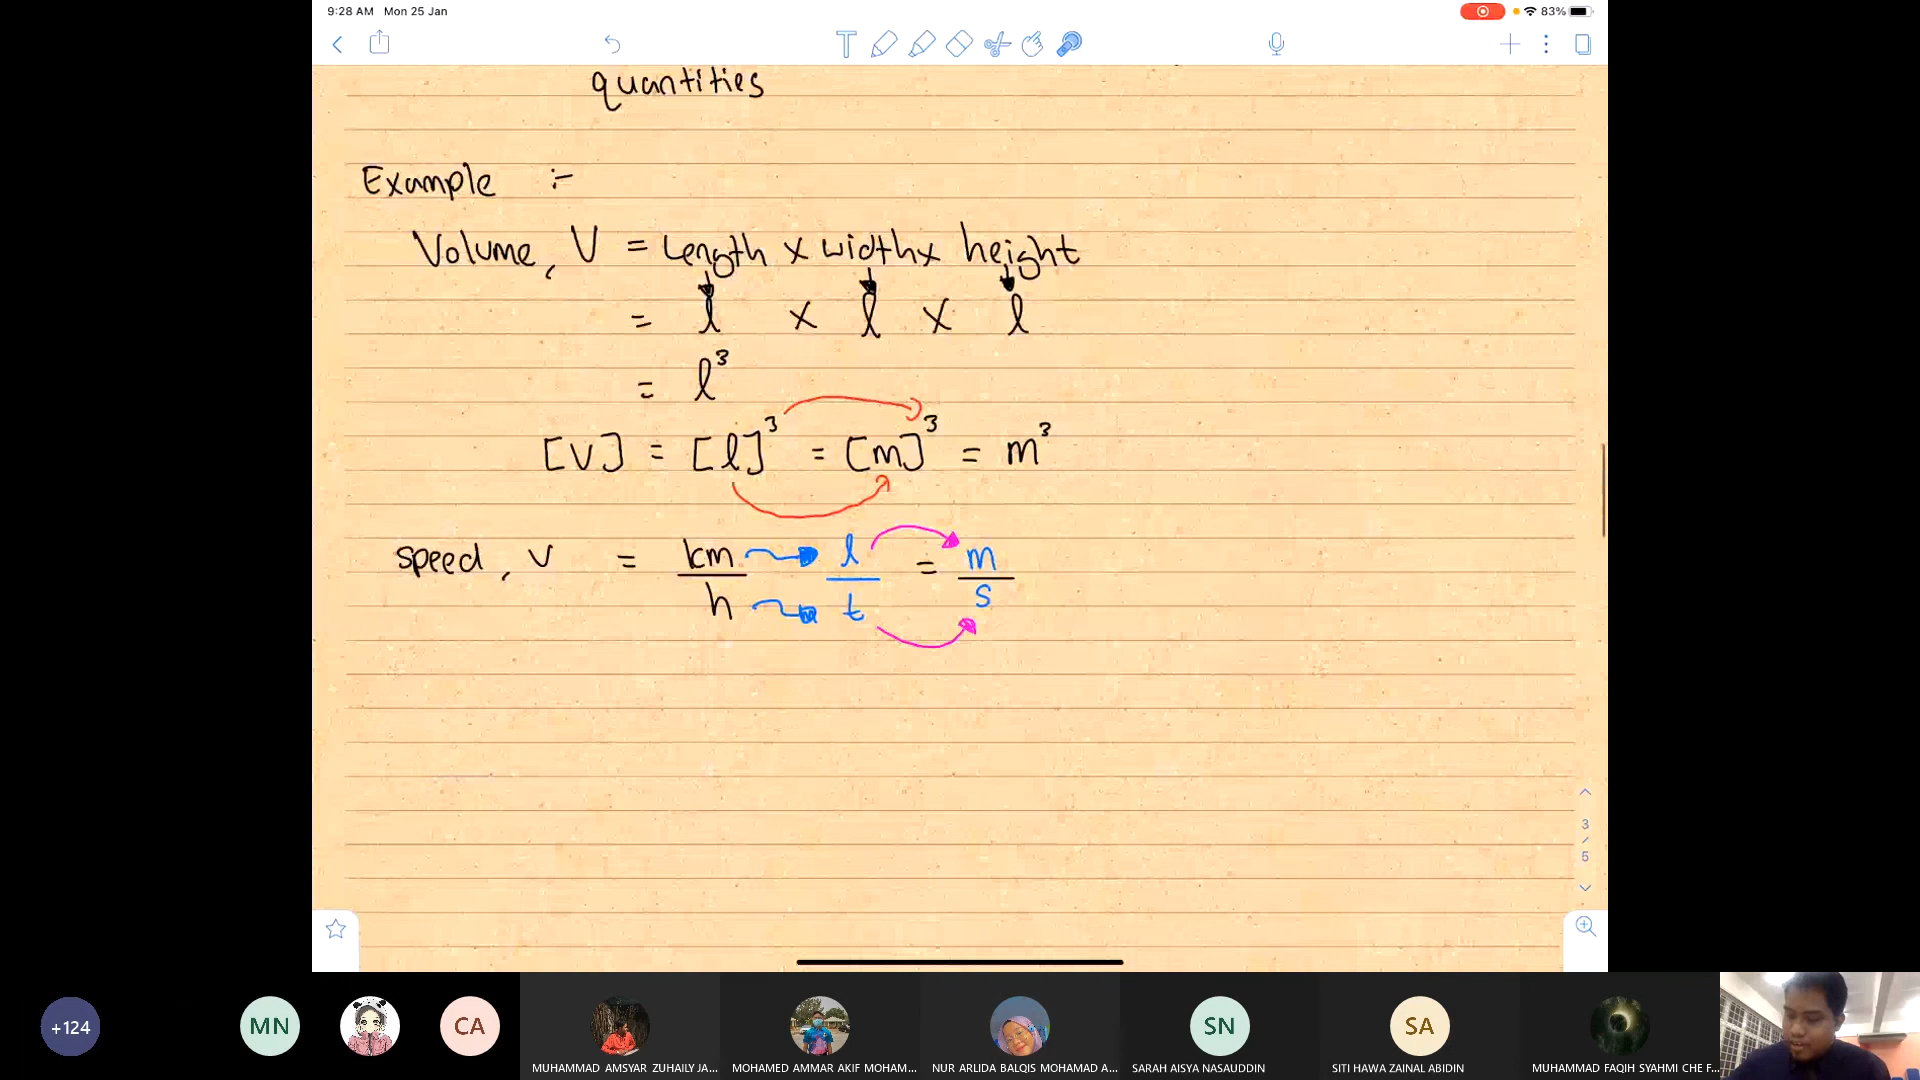 9:28 AM Mon 25 Jan
83%
quantities
Example :-
Volume, V = Length x width x height
= l x l x l
= l³
[V] = [l]³ = [m]³ = m³
speed, v = km/h l/t = m/s
3
/
5
+124
MN
CA
SN
SA
MUHAMMAD AMSYAR ZUHAILY JA...
MOHAMED AMMAR AKIF MOHAM...
NUR ARLIDA BALQIS MOHAMAD A...
SARAH AISYA NASAUDDIN
SITI HAWA ZAINAL ABIDIN
MUHAMMAD FAQIH SYAHMI CHE F...